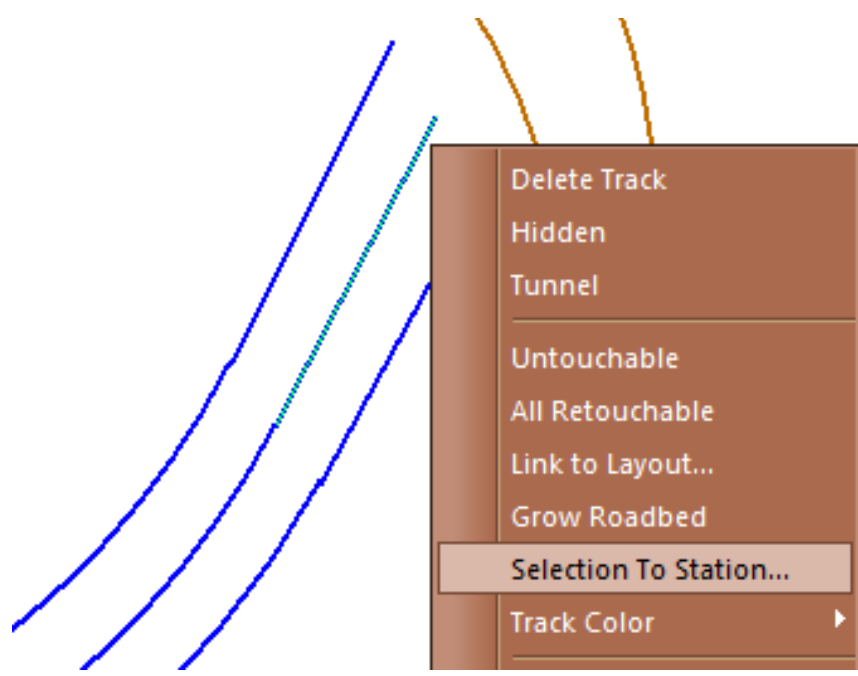 Delete Track
Hidden
Tunnel
Untouchable
All Retouchable
Link to Layout...
Grow Roadbed
Selection To Station...
Track Color